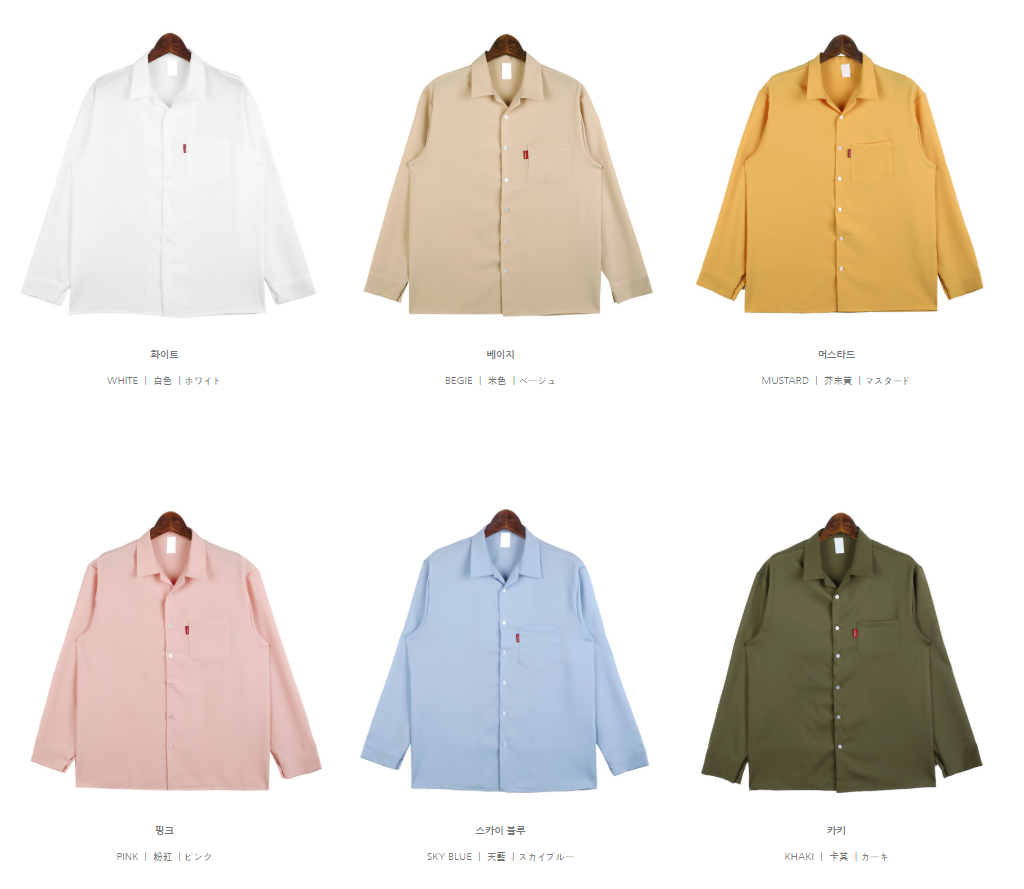 화이트
WHITE | 白色 | ホワイト
베이지
BEGIE | 米色 | ベージュ
머스타드
MUSTARD | 芥末黄 | マスタード
핑크
PINK | 粉紅 | ピンク
스카이 블루
SKY BLUE | 天藍 | スカイブルー
카키
KHAKI | 卡其 | カーキ